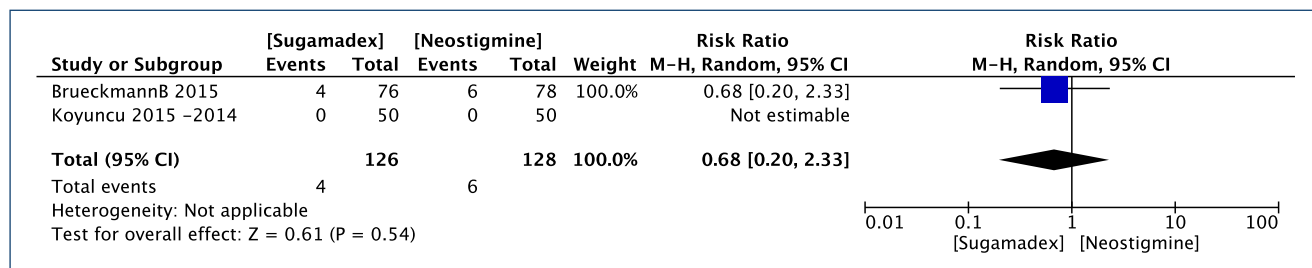 [Sugamadex] [Neostigmine] Risk Ratio Risk Ratio
Study or Subgroup Events Total Events Total Weight M-H, Random, 95% CI M-H, Random, 95% CI
BrueckmannB 2015 4 76 6 78 100.0% 0.68 [0.20, 2.33]
Koyuncu 2015 -2014 0 50 0 50 Not estimable
Total (95% CI) 126 128 100.0% 0.68 [0.20, 2.33]
Total events 4 6
Heterogeneity: Not applicable
Test for overall effect: Z = 0.61 (P = 0.54)
0.01 0.1 1 10 100
[Sugamadex] [Neostigmine]